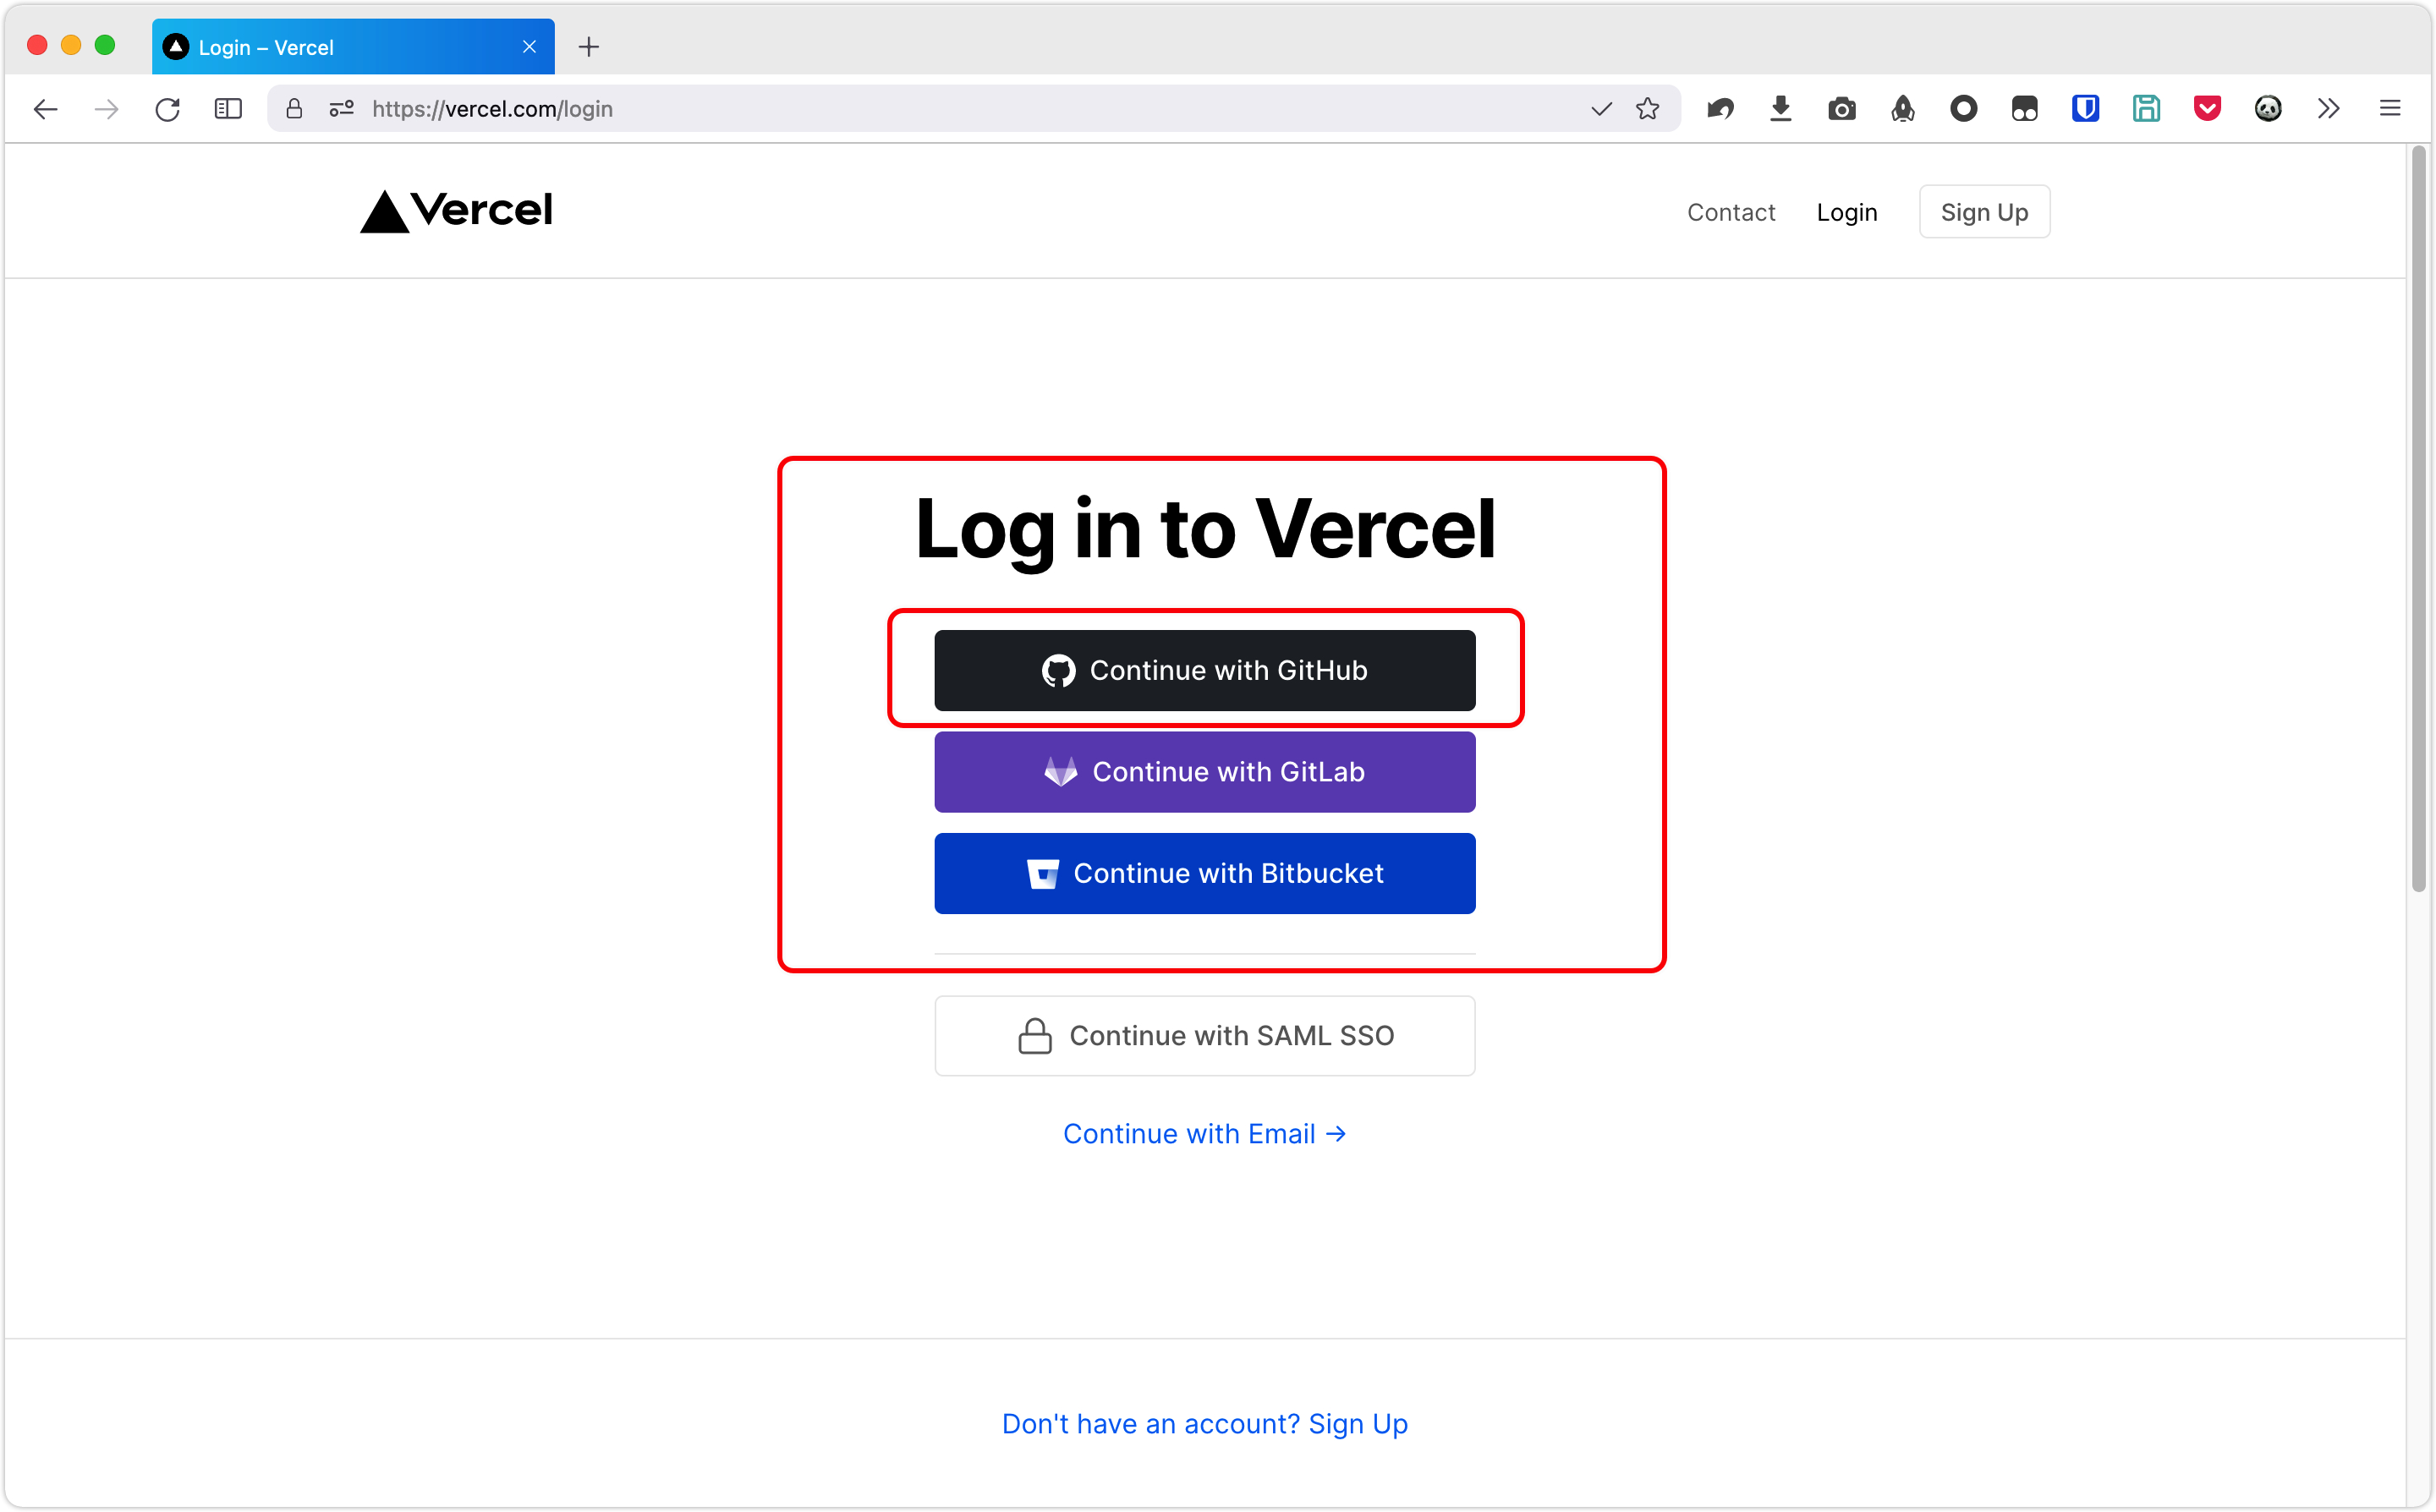 Login – Vercel
https://vercel.com/login
Vercel
Contact
Login
Sign Up
Log in to Vercel
Continue with GitHub
Continue with GitLab
Continue with Bitbucket
Continue with SAML SSO
Continue with Email →
Don't have an account? Sign Up